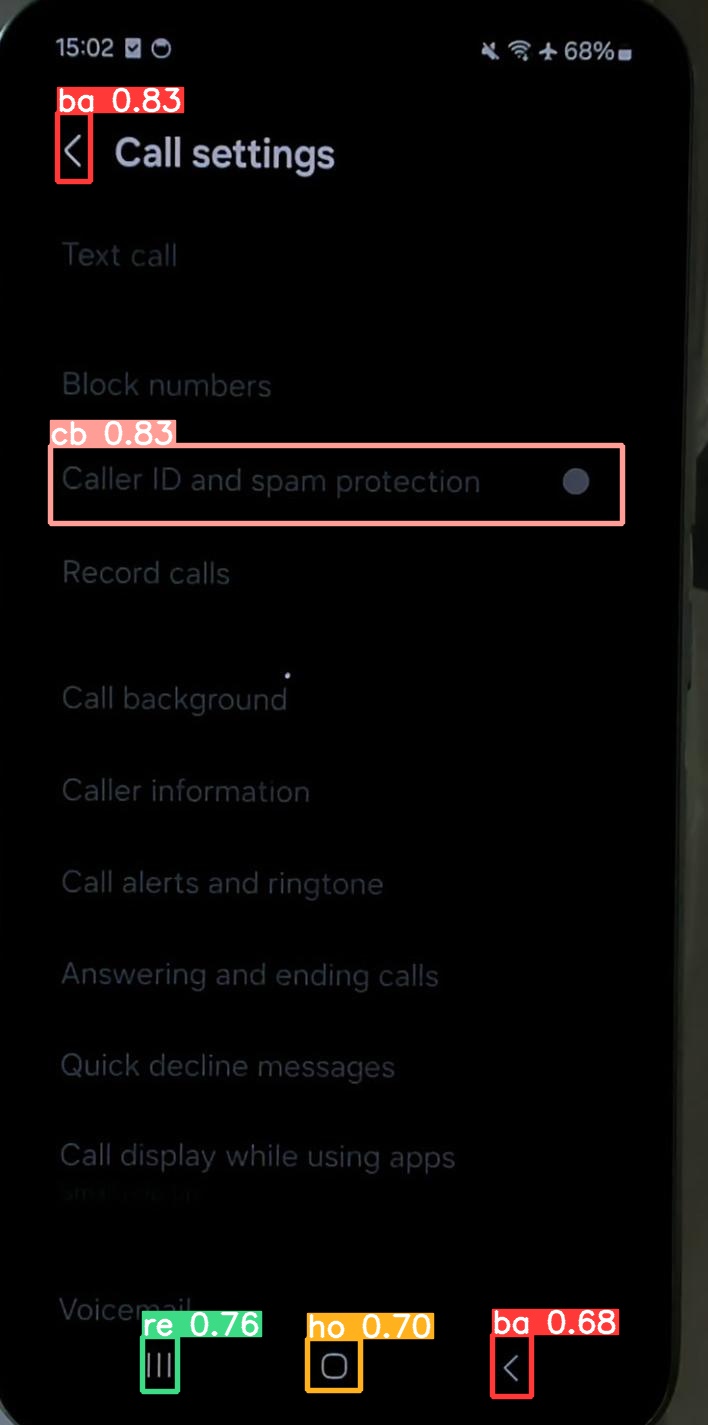 15:02 68%
ba 0.83
Call settings
Text call
Block numbers
cb 0.83
Caller ID and spam protection
Record calls
Call background
Caller information
Call alerts and ringtone
Answering and ending calls
Quick decline messages
Call display while using apps
Voicemail
re 0.76 ho 0.70 ba 0.68